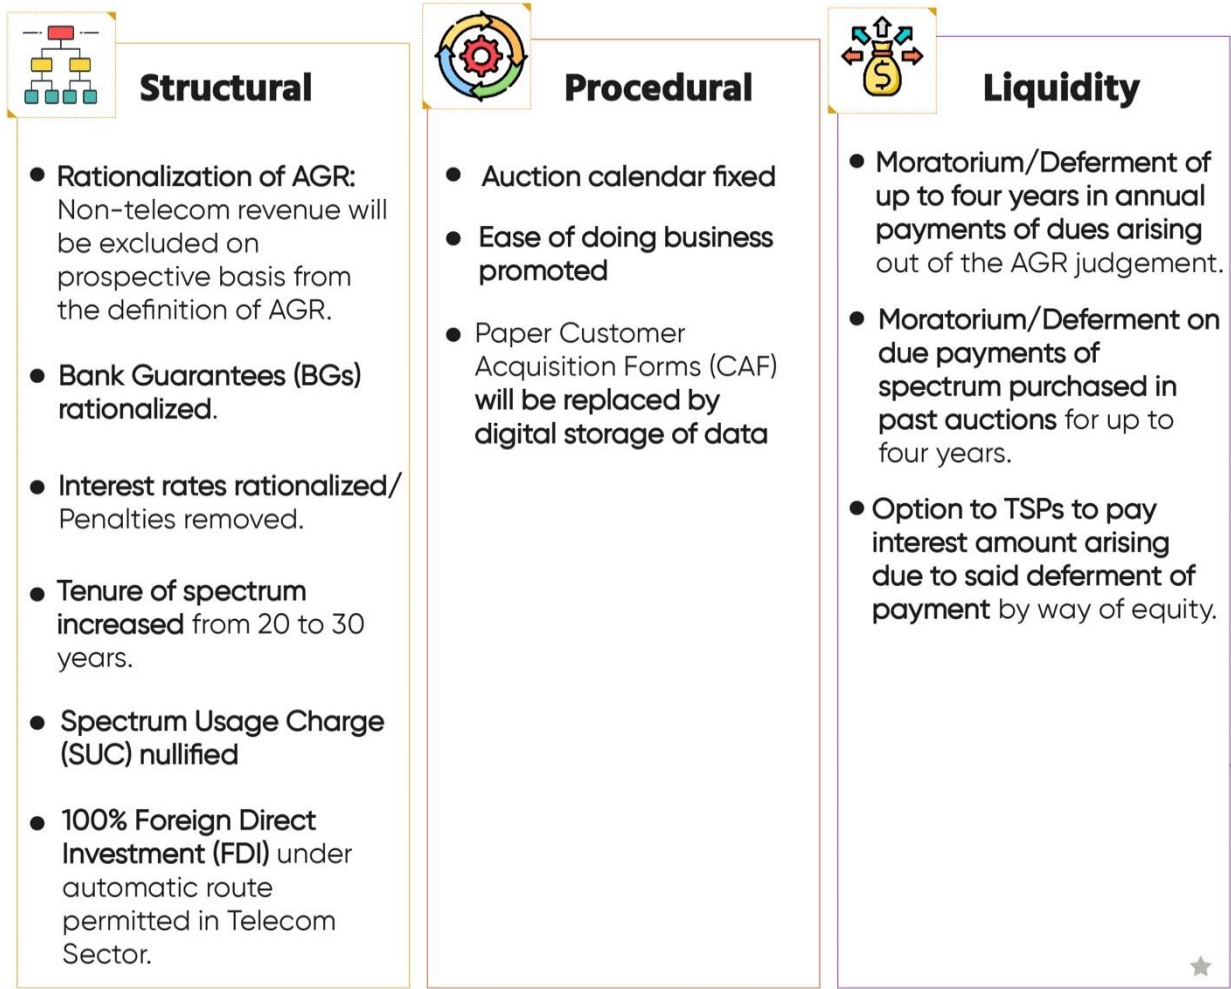 Structural
• Rationalization of AGR:
Non-telecom revenue will
be excluded on
prospective basis from
the definition of AGR.
• Bank Guarantees (BGs)
rationalized.
• Interest rates rationalized/
Penalties removed.
• Tenure of spectrum
increased from 20 to 30
years.
• Spectrum Usage Charge
(SUC) nullified
• 100% Foreign Direct
Investment (FDI) under
automatic route
permitted in Telecom
Sector.
Procedural
• Auction calendar fixed
• Ease of doing business
promoted
• Paper Customer
Acquisition Forms (CAF)
will be replaced by
digital storage of data
Liquidity
• Moratorium/Deferment of
up to four years in annual
payments of dues arising
out of the AGR judgement.
• Moratorium/Deferment on
due payments of
spectrum purchased in
past auctions for up to
four years.
• Option to TSPs to pay
interest amount arising
due to said deferment of
payment by way of equity.